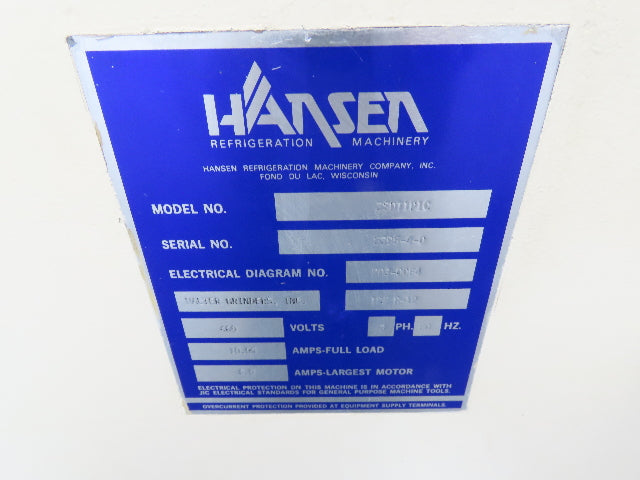 HANSEN
REFRIGERATION MACHINERY
HANSEN REFRIGERATION MACHINERY COMPANY, INC.
FOND DU LAC, WISCONSIN
MODEL NO.
SERIAL NO.
ELECTRICAL DIAGRAM NO.
GRINDERS, INC.
VOLTS PH. HZ.
AMPS-FULL LOAD
AMPS-LARGEST MOTOR
ELECTRICAL PROTECTION ON THIS MACHINE IS IN ACCORDANCE WITH
JIC ELECTRICAL STANDARDS FOR GENERAL PURPOSE MACHINE TOOLS.
OVERCURRENT PROTECTION PROVIDED AT EQUIPMENT SUPPLY TERMINALS.